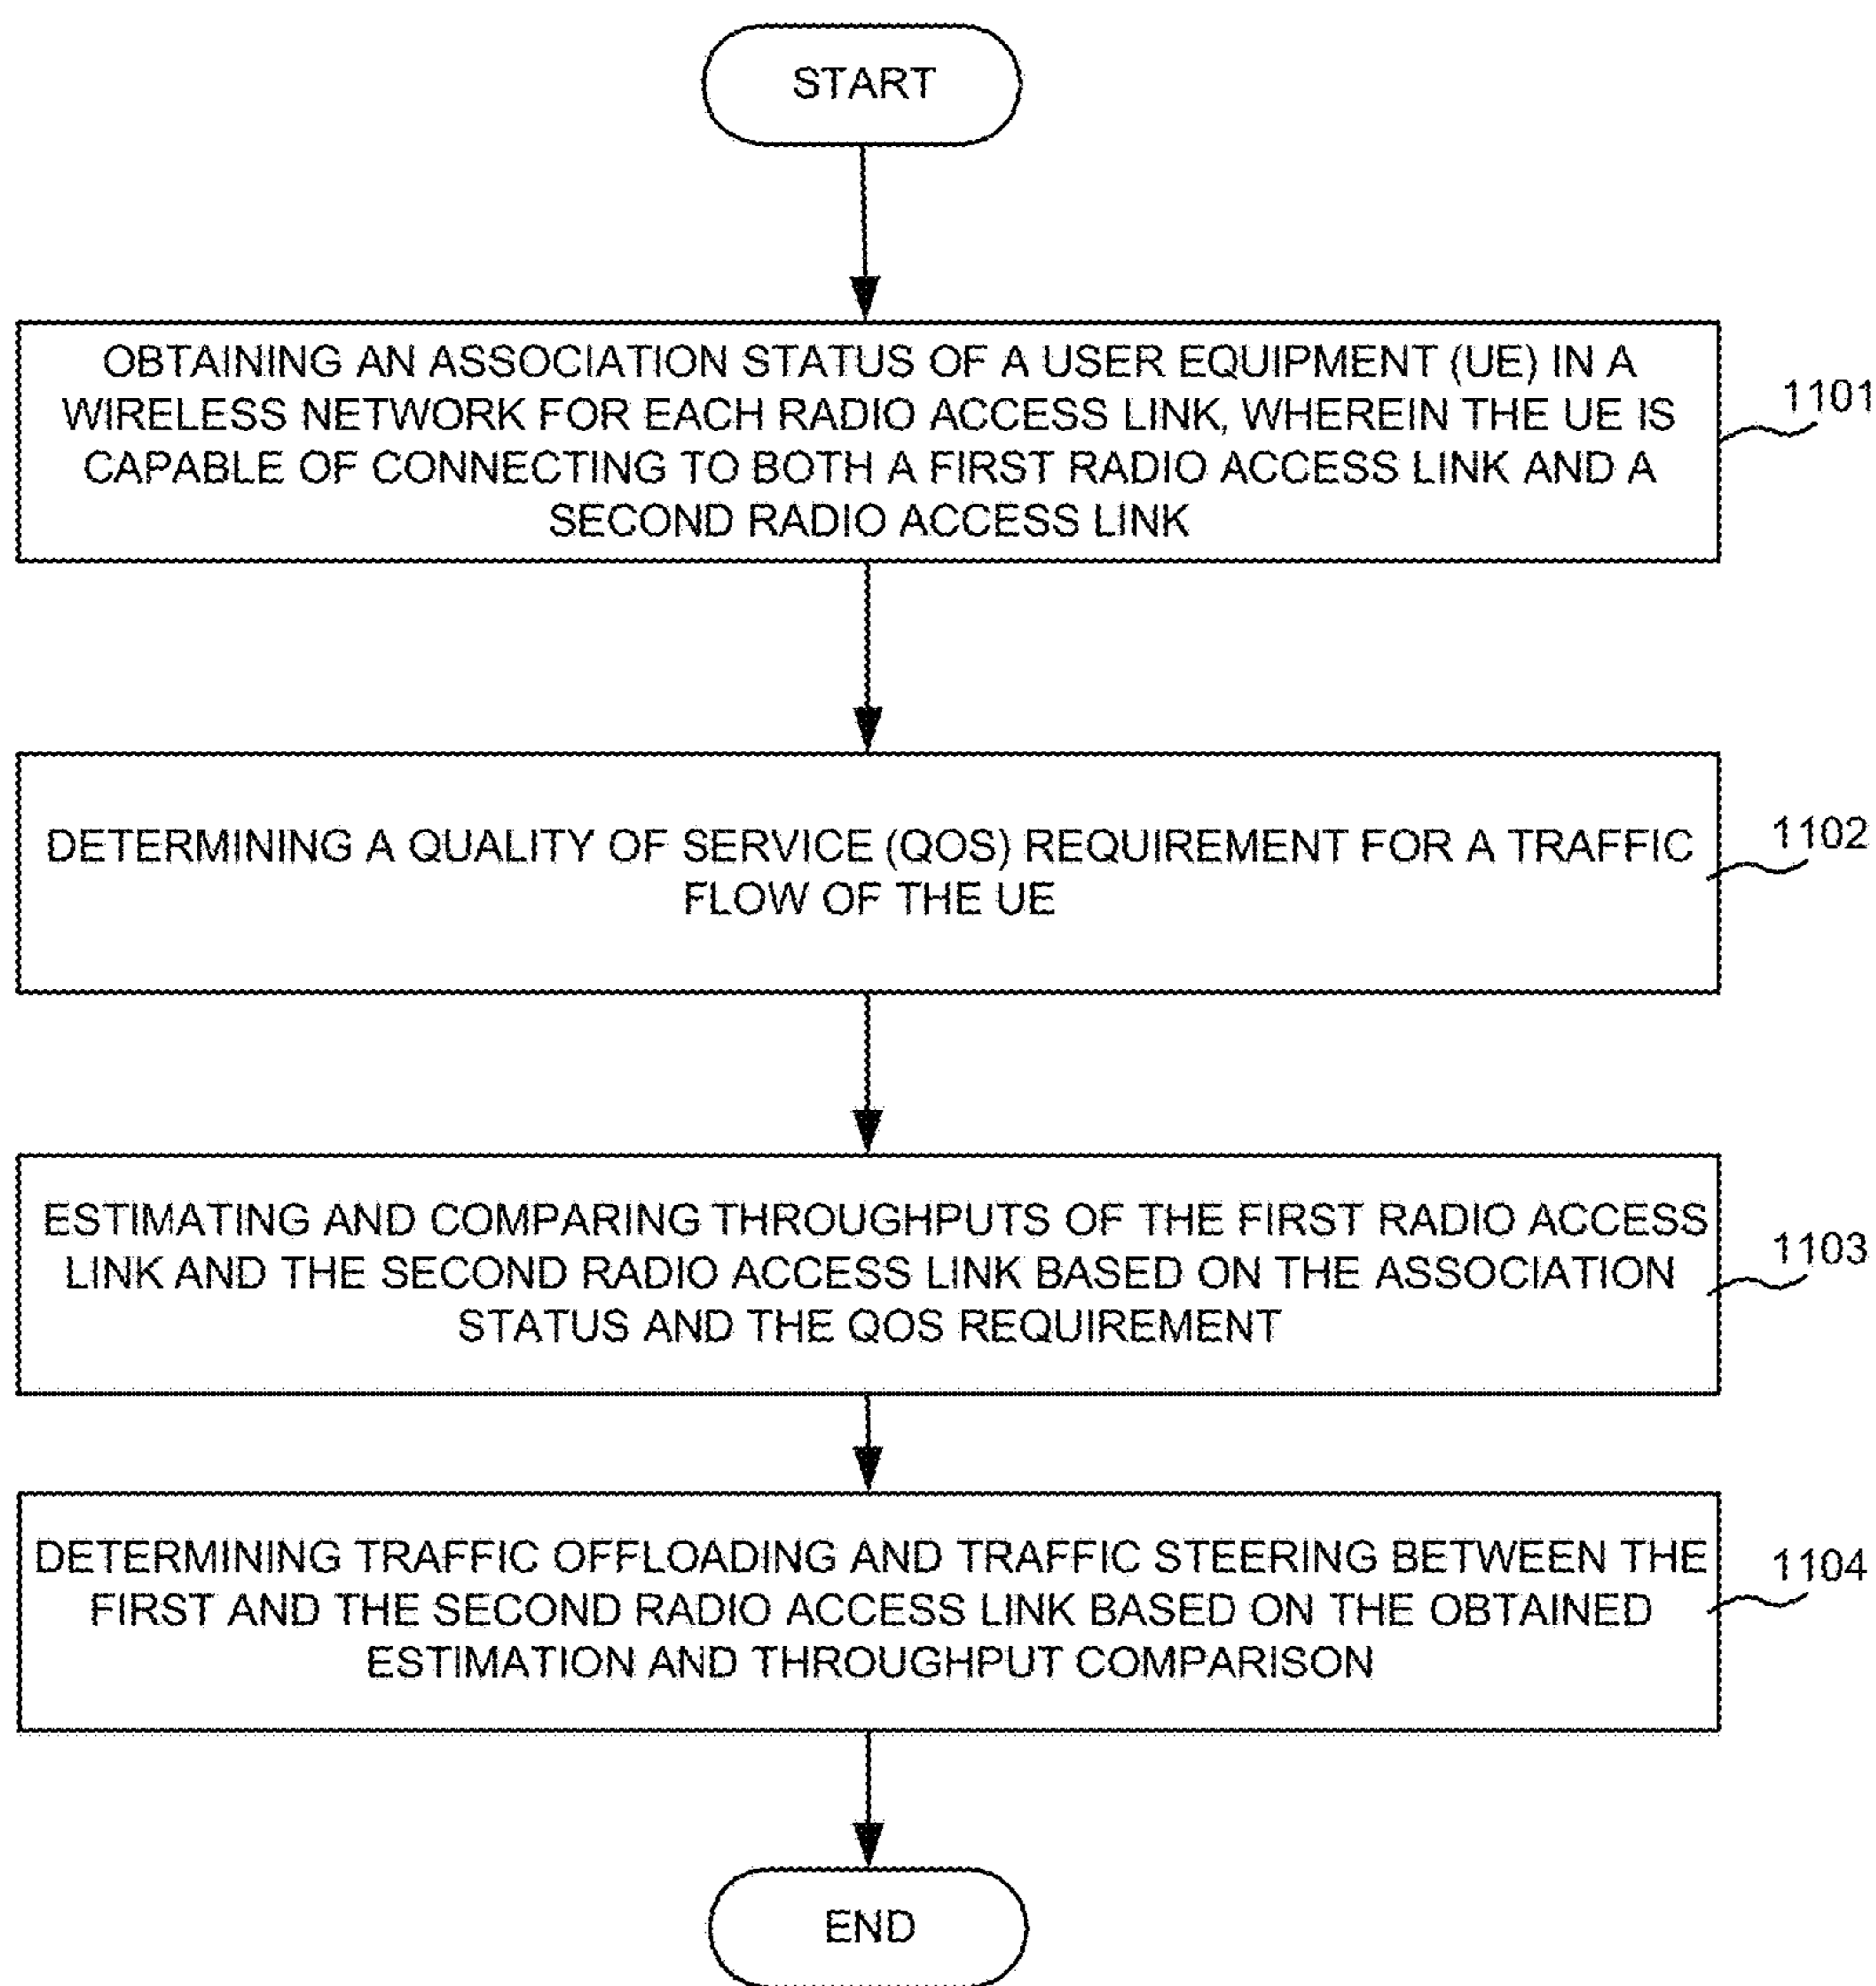 START
OBTAINING AN ASSOCIATION STATUS OF A USER EQUIPMENT (UE) IN A
WIRELESS NETWORK FOR EACH RADIO ACCESS LINK, WHEREIN THE UE IS
CAPABLE OF CONNECTING TO BOTH A FIRST RADIO ACCESS LINK AND A
SECOND RADIO ACCESS LINK
1101
DETERMINING A QUALITY OF SERVICE (QOS) REQUIREMENT FOR A TRAFFIC
FLOW OF THE UE
1102
ESTIMATING AND COMPARING THROUGHPUTS OF THE FIRST RADIO ACCESS
LINK AND THE SECOND RADIO ACCESS LINK BASED ON THE ASSOCIATION
STATUS AND THE QOS REQUIREMENT
1103
DETERMINING TRAFFIC OFFLOADING AND TRAFFIC STEERING BETWEEN THE
FIRST AND THE SECOND RADIO ACCESS LINK BASED ON THE OBTAINED
ESTIMATION AND THROUGHPUT COMPARISON
1104
END